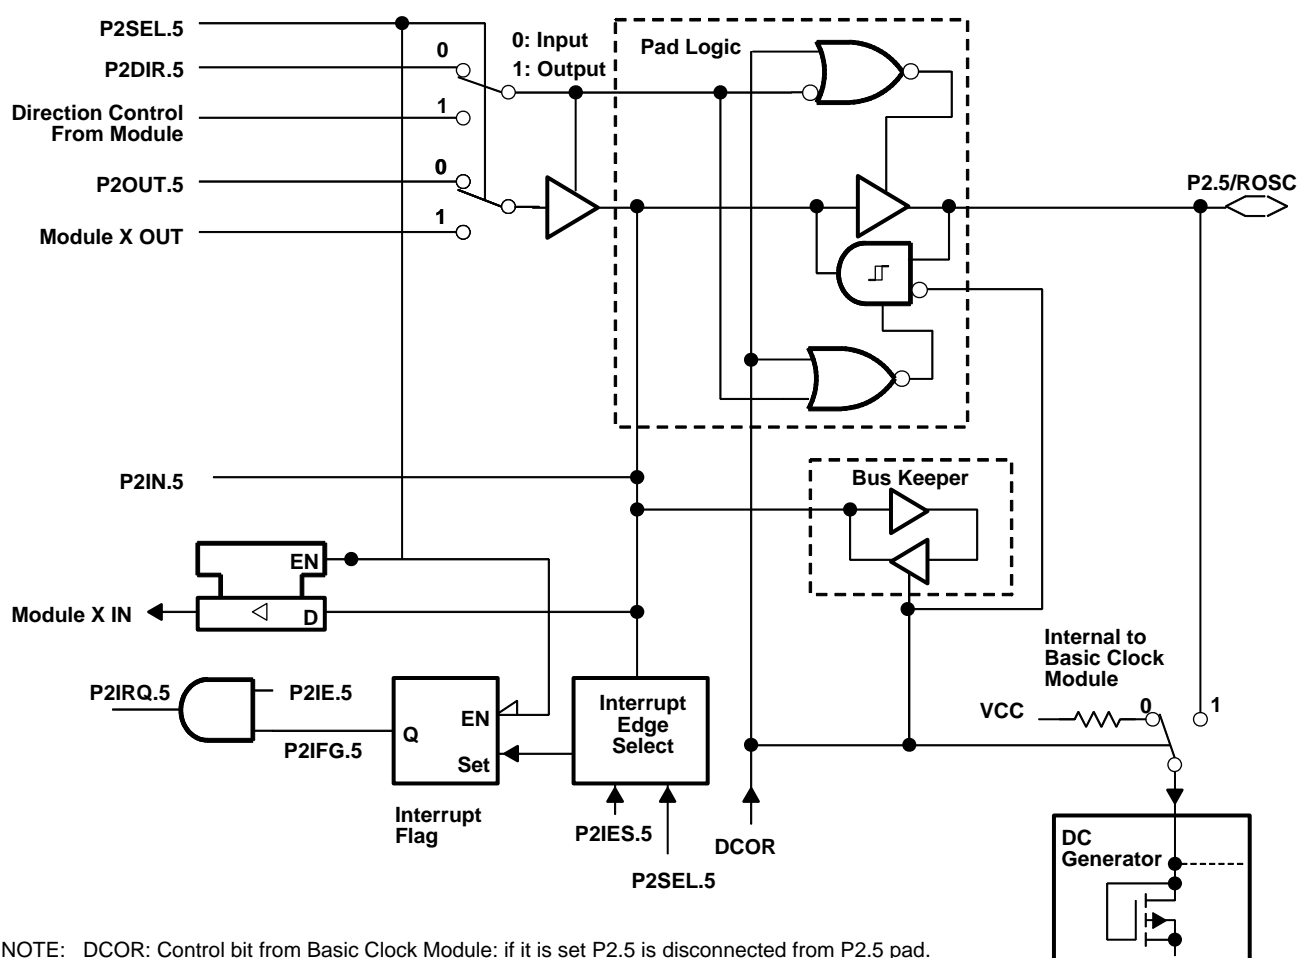 P2SEL.5
0
0: Input
Pad Logic
P2DIR.5
1: Output
Direction Control
From Module
1
0
P2OUT.5
P2.5/ROSC
1
Module X OUT
P2IN.5
Bus Keeper
EN
Module X IN
D
Internal to
Basic Clock
Module
P2IRQ.5
P2IE.5
Interrupt
Edge
Select
VCC
0
1
EN
Q
P2IFG.5
Set
Interrupt
Flag
P2IES.5
DCOR
DC
Generator
P2SEL.5
NOTE: DCOR: Control bit from Basic Clock Module: if it is set P2.5 is disconnected from P2.5 pad.